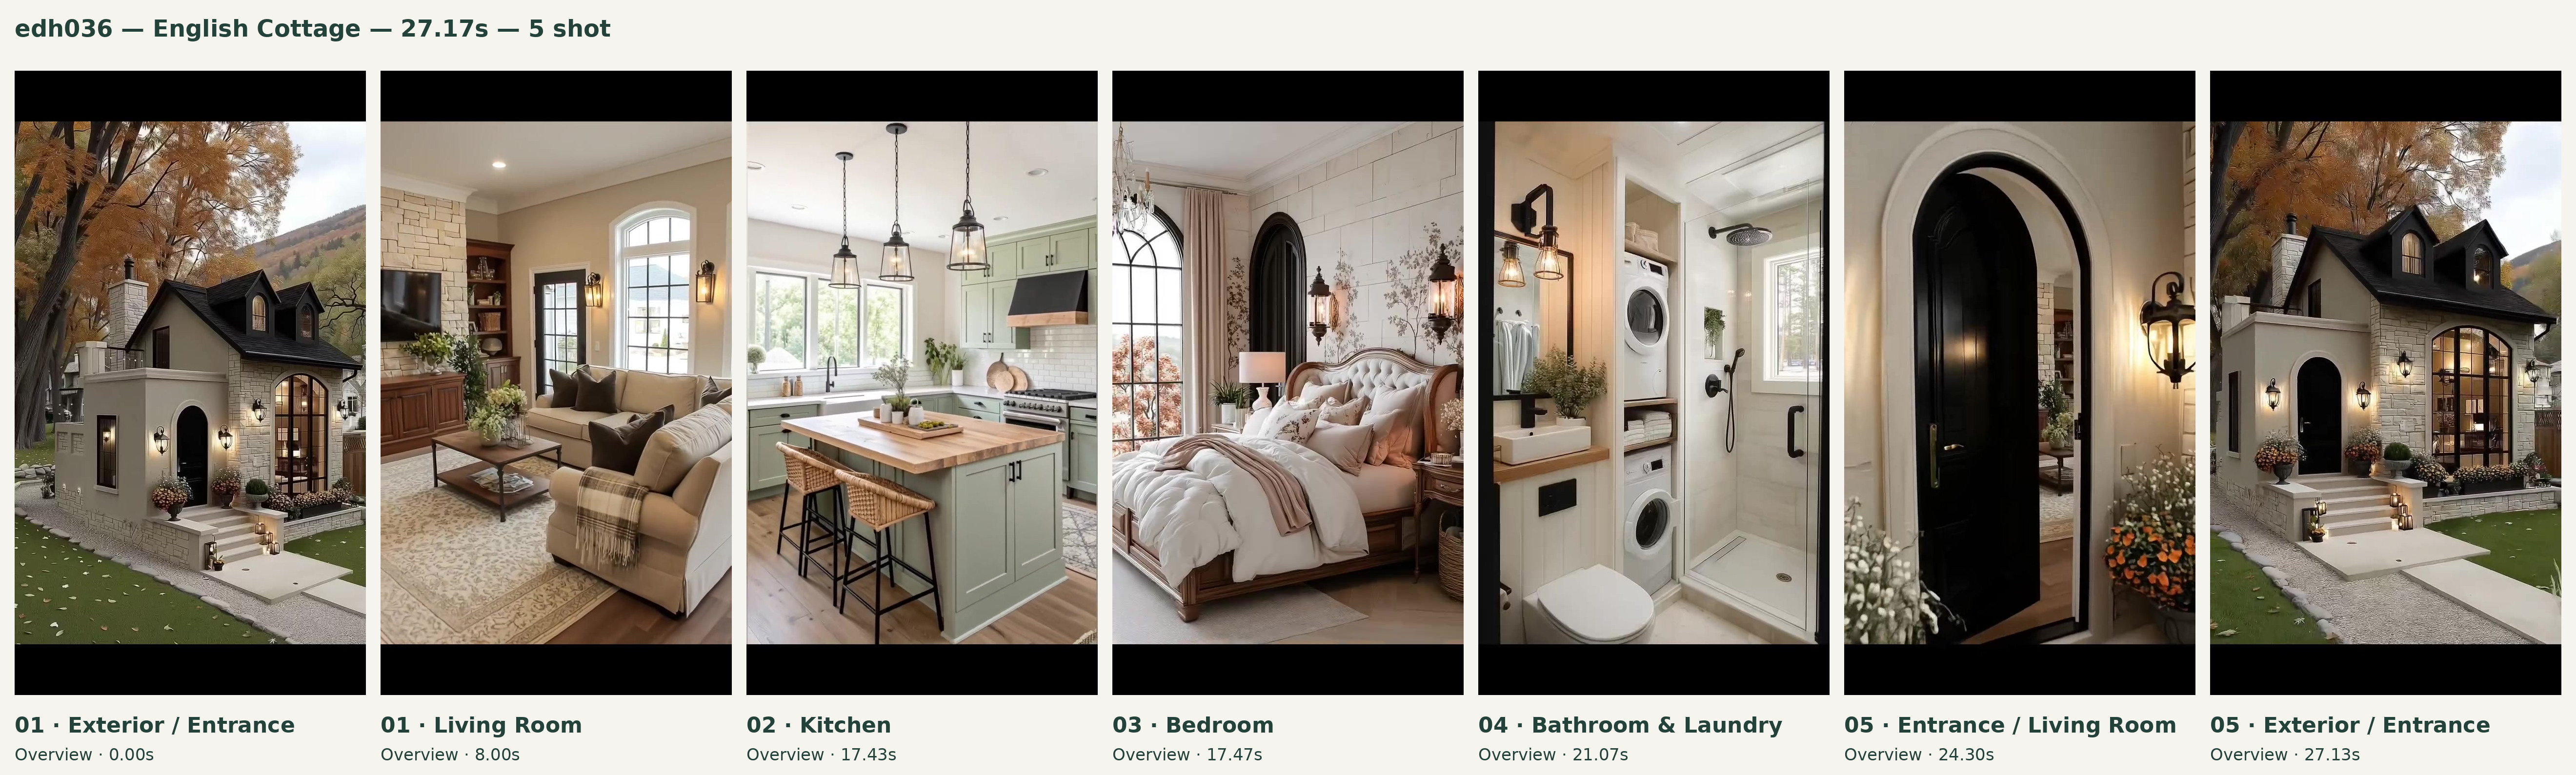 edh036 — English Cottage — 27.17s — 5 shot
01 · Exterior / Entrance
Overview · 0.00s
01 · Living Room
Overview · 8.00s
02 · Kitchen
Overview · 17.43s
03 · Bedroom
Overview · 17.47s
04 · Bathroom & Laundry
Overview · 21.07s
05 · Entrance / Living Room
Overview · 24.30s
05 · Exterior / Entrance
Overview · 27.13s